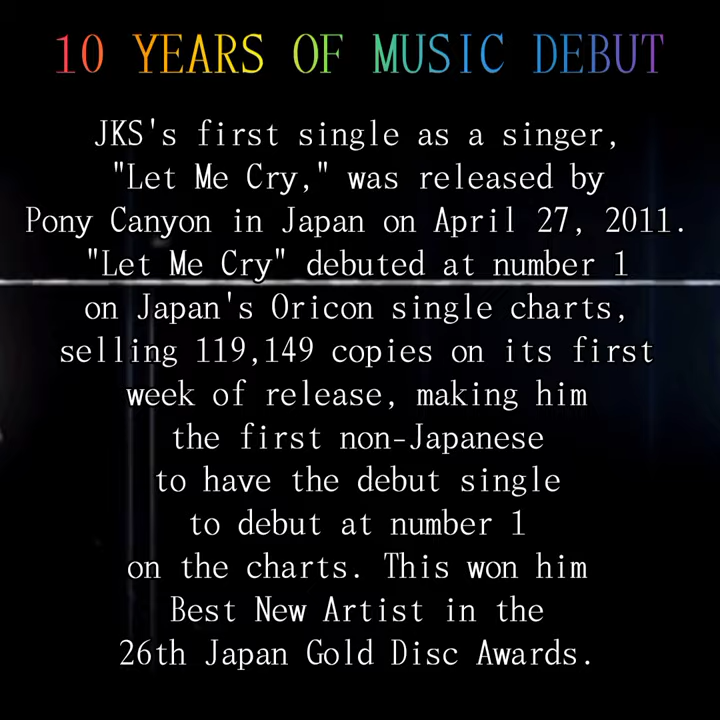 10 YEARS OF MUSIC DEBUT
JKS's first single as a singer,
"Let Me Cry," was released by
Pony Canyon in Japan on April 27, 2011.
"Let Me Cry" debuted at number 1
on Japan's Oricon single charts,
selling 119,149 copies on its first
week of release, making him
the first non-Japanese
to have the debut single
to debut at number 1
on the charts. This won him
Best New Artist in the
26th Japan Gold Disc Awards.